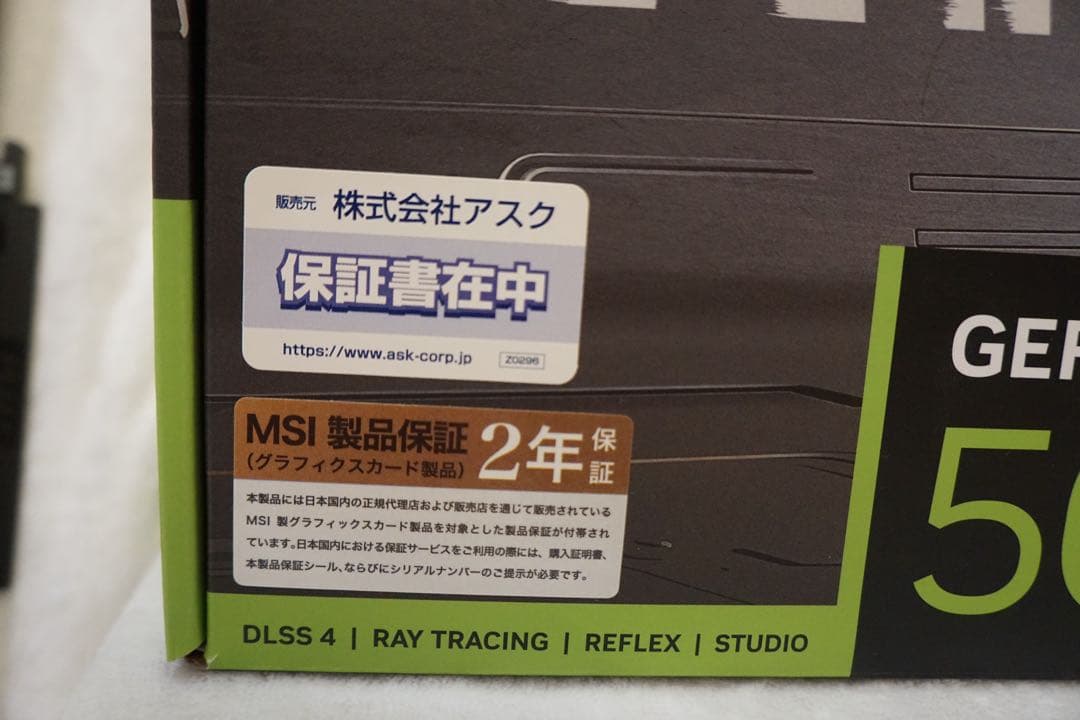 販売元 株式会社アスク
保証書在中
https://www.ask-corp.jp Z0296
MSI 製品保証 2年 保証
(グラフィクスカード製品)
本製品には日本国内の正規代理店および販売店を通じて販売されている
MSI 製グラフィックスカード製品を対象とした製品保証が付帯され
ています。日本国内における保証サービスをご利用の際には、購入証明書、
本製品保証シール、ならびにシリアルナンバーのご提示が必要です。
GEF
50
DLSS 4 | RAY TRACING | REFLEX | STUDIO